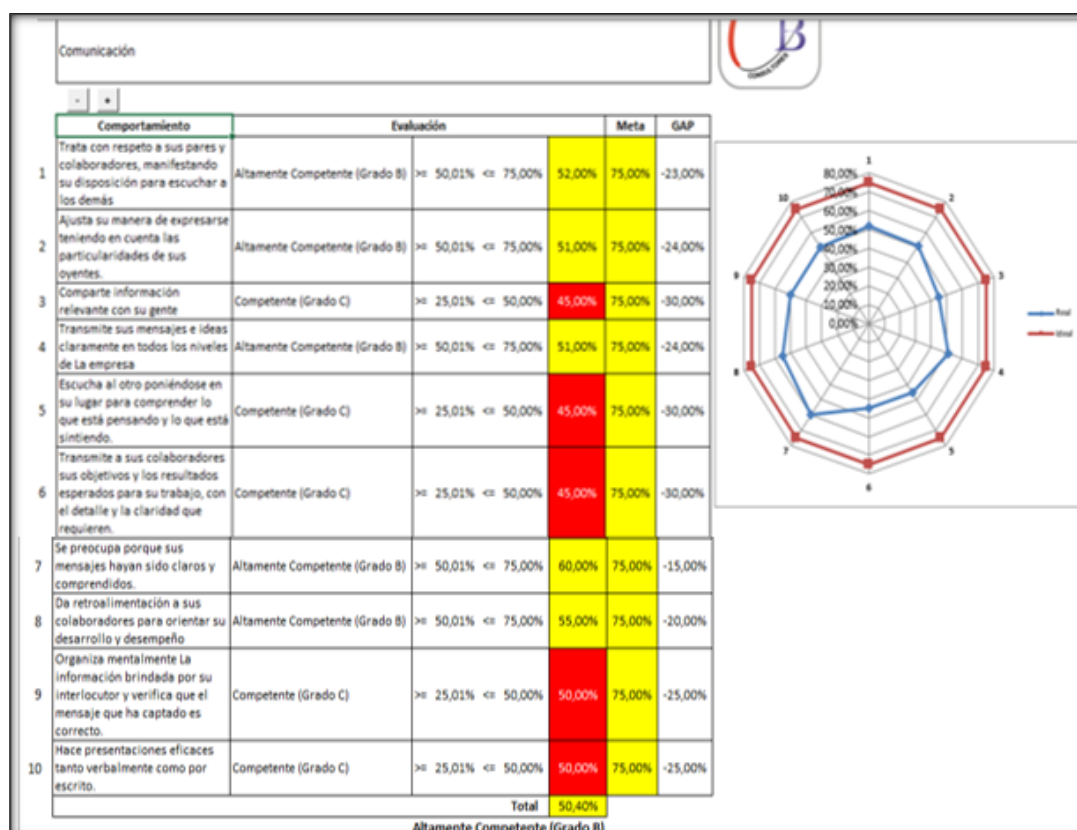 Comunicación
CB
CONSULTORES
- +
Comportamiento Evaluación Meta GAP
1 Trata con respeto a sus pares y colaboradores, manifestando su disposición para escuchar a los demás Altamente Competente (Grado B) >= 50,01% <= 75,00% 52,00% 75,00% -23,00%
2 Ajusta su manera de expresarse teniendo en cuenta las particularidades de sus oyentes. Altamente Competente (Grado B) >= 50,01% <= 75,00% 51,00% 75,00% -24,00%
3 Comparte información relevante con su gente Competente (Grado C) >= 25,01% <= 50,00% 45,00% 75,00% -30,00%
4 Transmite sus mensajes e ideas claramente en todos los niveles de La empresa Altamente Competente (Grado B) >= 50,01% <= 75,00% 51,00% 75,00% -24,00%
5 Escucha al otro poniéndose en su lugar para comprender lo que está pensando y lo que está sintiendo. Competente (Grado C) >= 25,01% <= 50,00% 45,00% 75,00% -30,00%
6 Transmite a sus colaboradores sus objetivos y los resultados esperados para su trabajo, con el detalle y la claridad que requieren. Competente (Grado C) >= 25,01% <= 50,00% 45,00% 75,00% -30,00%
7 Se preocupa porque sus mensajes hayan sido claros y comprendidos. Altamente Competente (Grado B) >= 50,01% <= 75,00% 60,00% 75,00% -15,00%
8 Da retroalimentación a sus colaboradores para orientar su desarrollo y desempeño Altamente Competente (Grado B) >= 50,01% <= 75,00% 55,00% 75,00% -20,00%
9 Organiza mentalmente La información brindada por su interlocutor y verifica que el mensaje que ha captado es correcto. Competente (Grado C) >= 25,01% <= 50,00% 50,00% 75,00% -25,00%
10 Hace presentaciones eficaces tanto verbalmente como por escrito. Competente (Grado C) >= 25,01% <= 50,00% 50,00% 75,00% -25,00%
Total 50,40%
Altamente Competente (Grado B)
1
80,00%
10 70,00% 2
60,00%
50,00%
40,00%
9 30,00% 3
20,00%
10,00%
0,00%
Real
Ideal
8 4
7 5
6